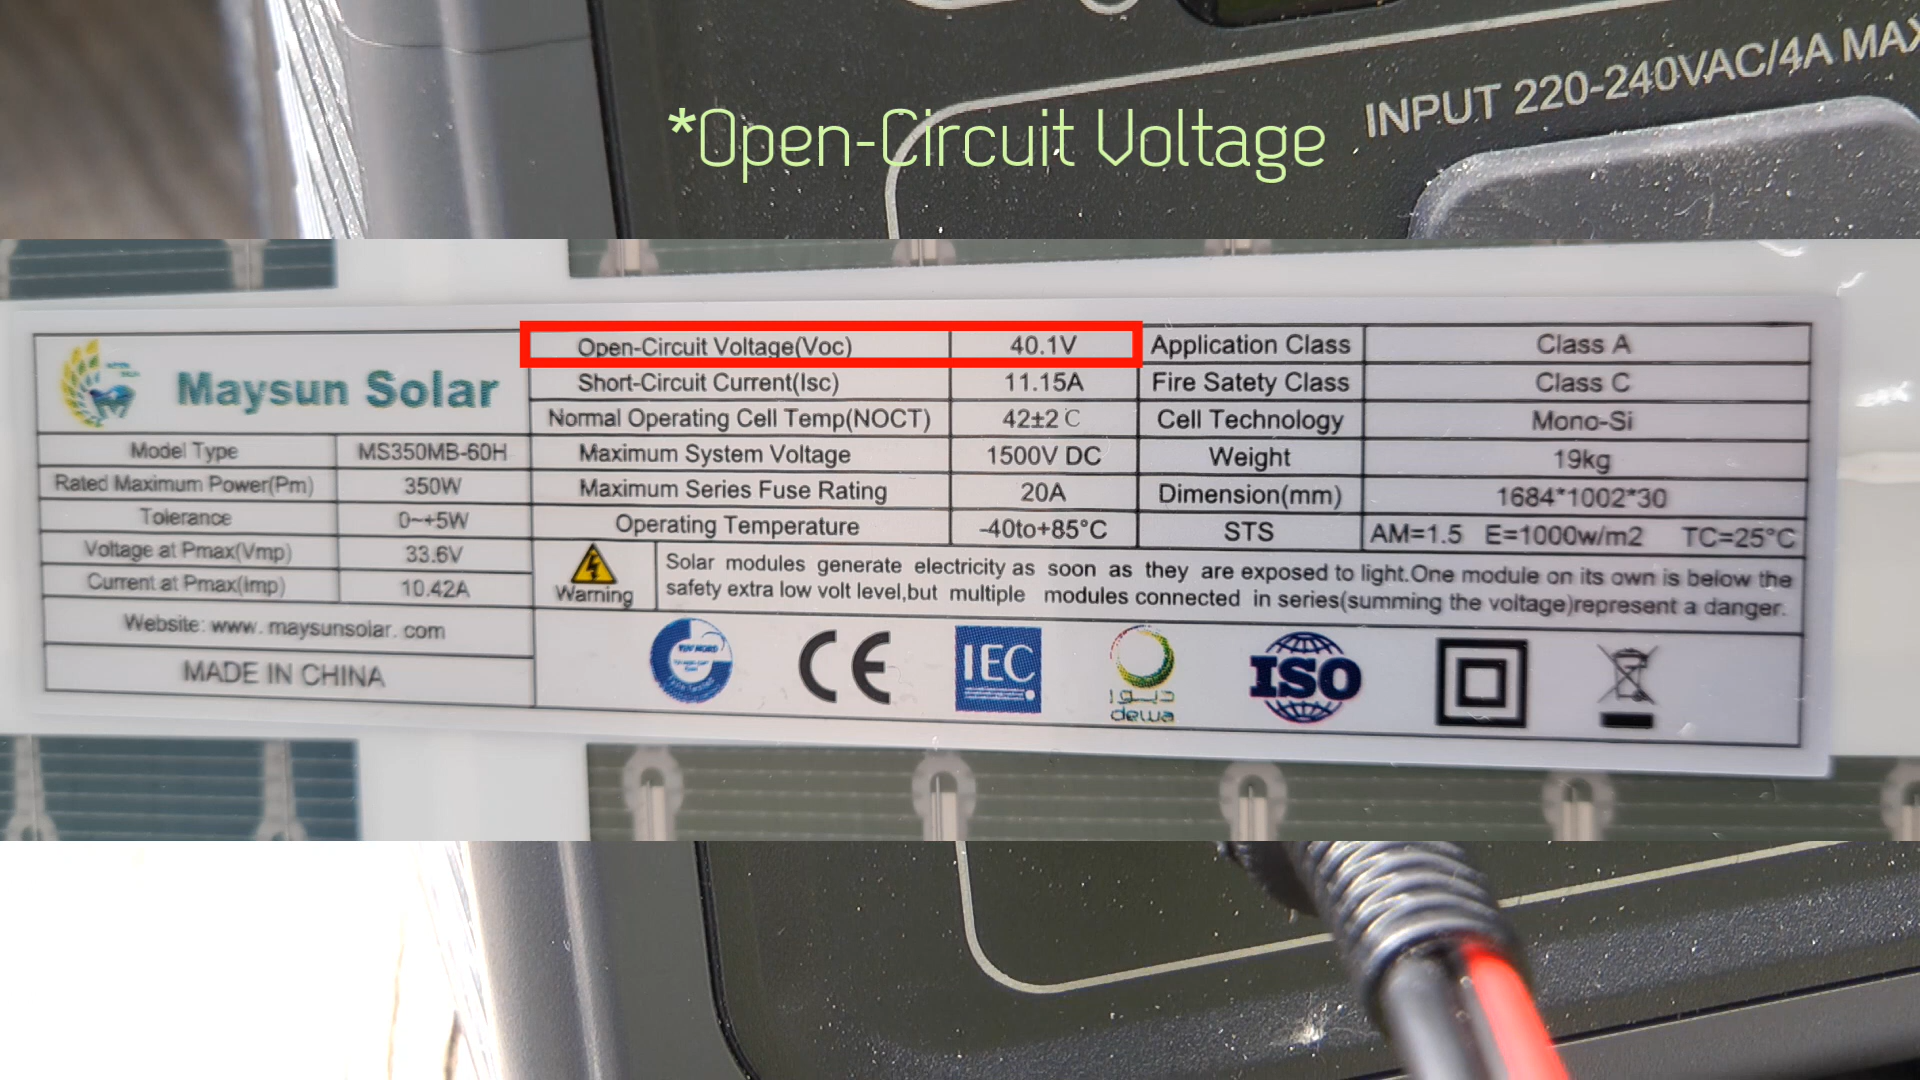 INPUT 220-240VAC/4A MAX
*Open-Circuit Voltage
Maysun Solar
Model Type MS350MB-60H
Rated Maximum Power(Pm) 350W
Tolerance 0~+5W
Voltage at Pmax(Vmp) 33.6V
Current at Pmax(Imp) 10.42A
Website: www.maysunsolar.com
MADE IN CHINA
Open-Circuit Voltage(Voc) 40.1V
Short-Circuit Current(Isc) 11.15A
Normal Operating Cell Temp(NOCT) 42±2℃
Maximum System Voltage 1500V DC
Maximum Series Fuse Rating 20A
Operating Temperature -40to+85°C
Application Class Class A
Fire Satety Class Class C
Cell Technology Mono-Si
Weight 19kg
Dimension(mm) 1684*1002*30
STS AM=1.5 E=1000w/m2 TC=25°C
Warning
Solar modules generate electricity as soon as they are exposed to light.One module on its own is below the
safety extra low volt level,but multiple modules connected in series(summing the voltage)represent a danger.
TUV NORD
CE
IEC
ديوا
dewa
ISO